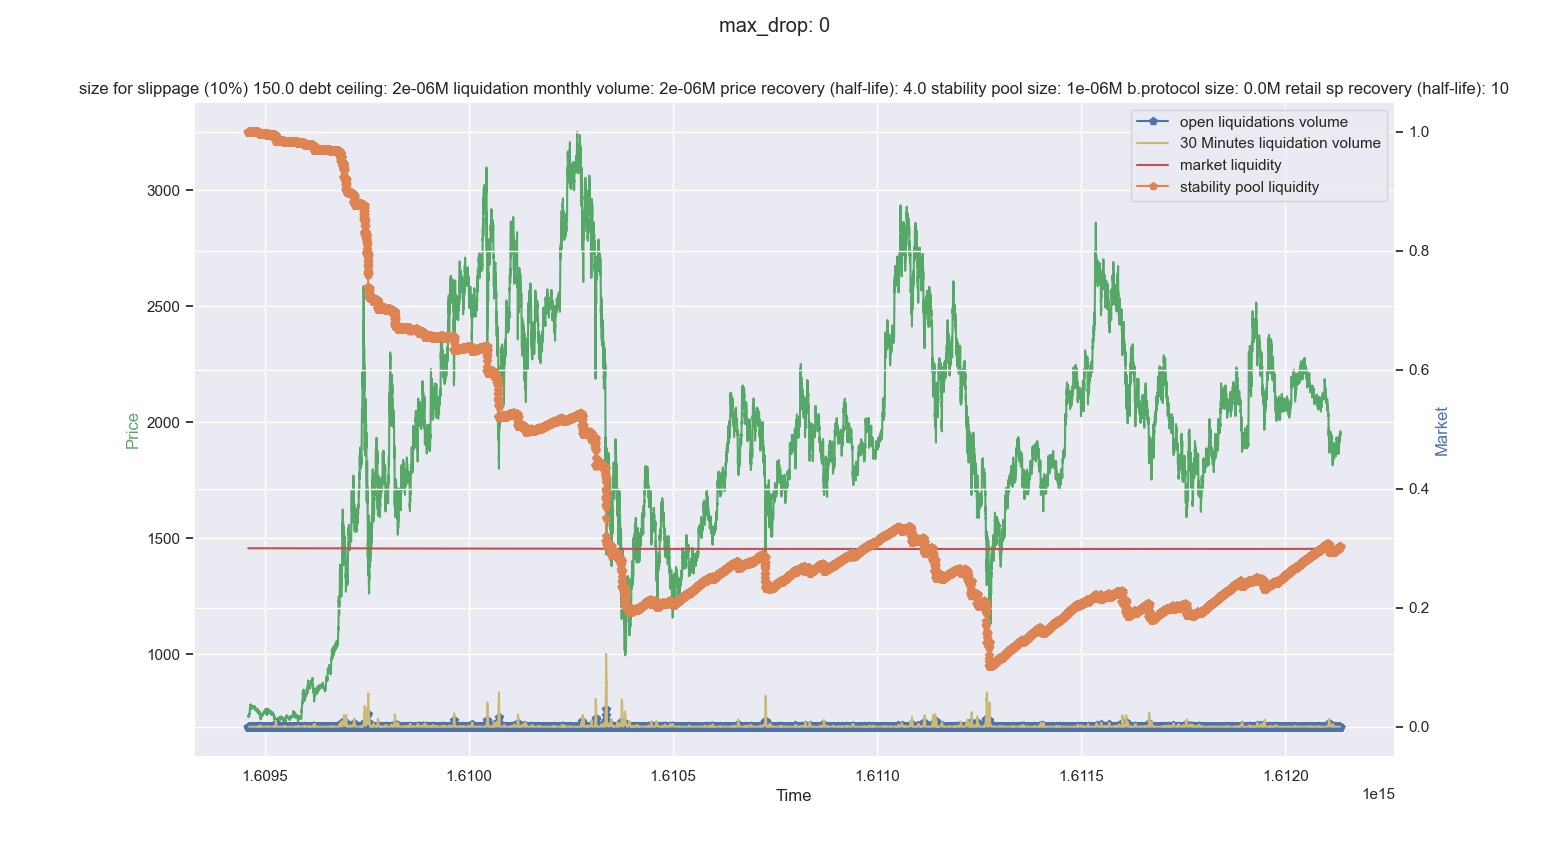 max_drop: 0
size for slippage (10%) 150.0 debt ceiling: 2e-06M liquidation monthly volume: 2e-06M price recovery (half-life): 4.0 stability pool size: 1e-06M b.protocol size: 0.0M retail sp recovery (half-life): 10
open liquidations volume
30 Minutes liquidation volume
market liquidity
stability pool liquidity
3000
2500
2000
1500
1000
Price
1.0
0.8
0.6
0.4
0.2
0.0
Market
1.6095 1.6100 1.6105 1.6110 1.6115 1.6120
Time
1e15